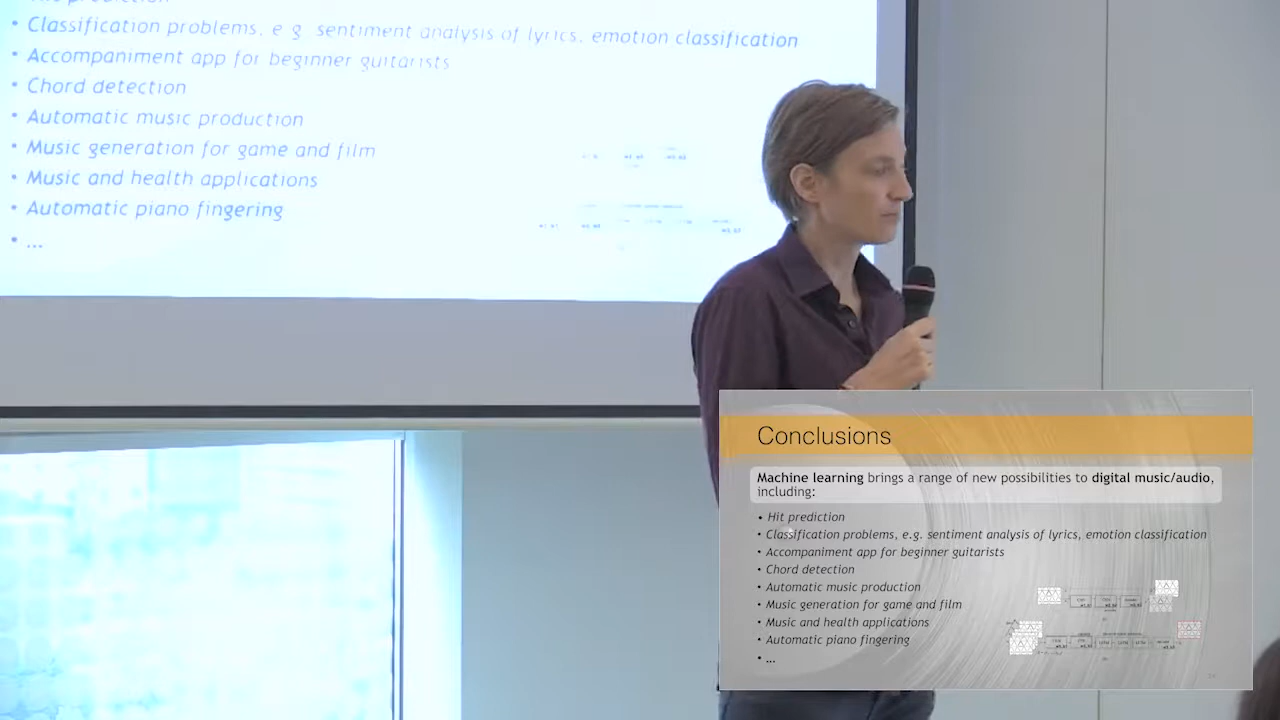 prediction
• Classification problems, e.g. sentiment analysis of lyrics, emotion classification
• Accompaniment app for beginner guitarists
• Chord detection
• Automatic music production
• Music generation for game and film
• Music and health applications
• Automatic piano fingering
• ...
Conclusions
Machine learning brings a range of new possibilities to digital music/audio,
including:
• Hit prediction
• Classification problems, e.g. sentiment analysis of lyrics, emotion classification
• Accompaniment app for beginner guitarists
• Chord detection
• Automatic music production
• Music generation for game and film
• Music and health applications
• Automatic piano fingering
• ...